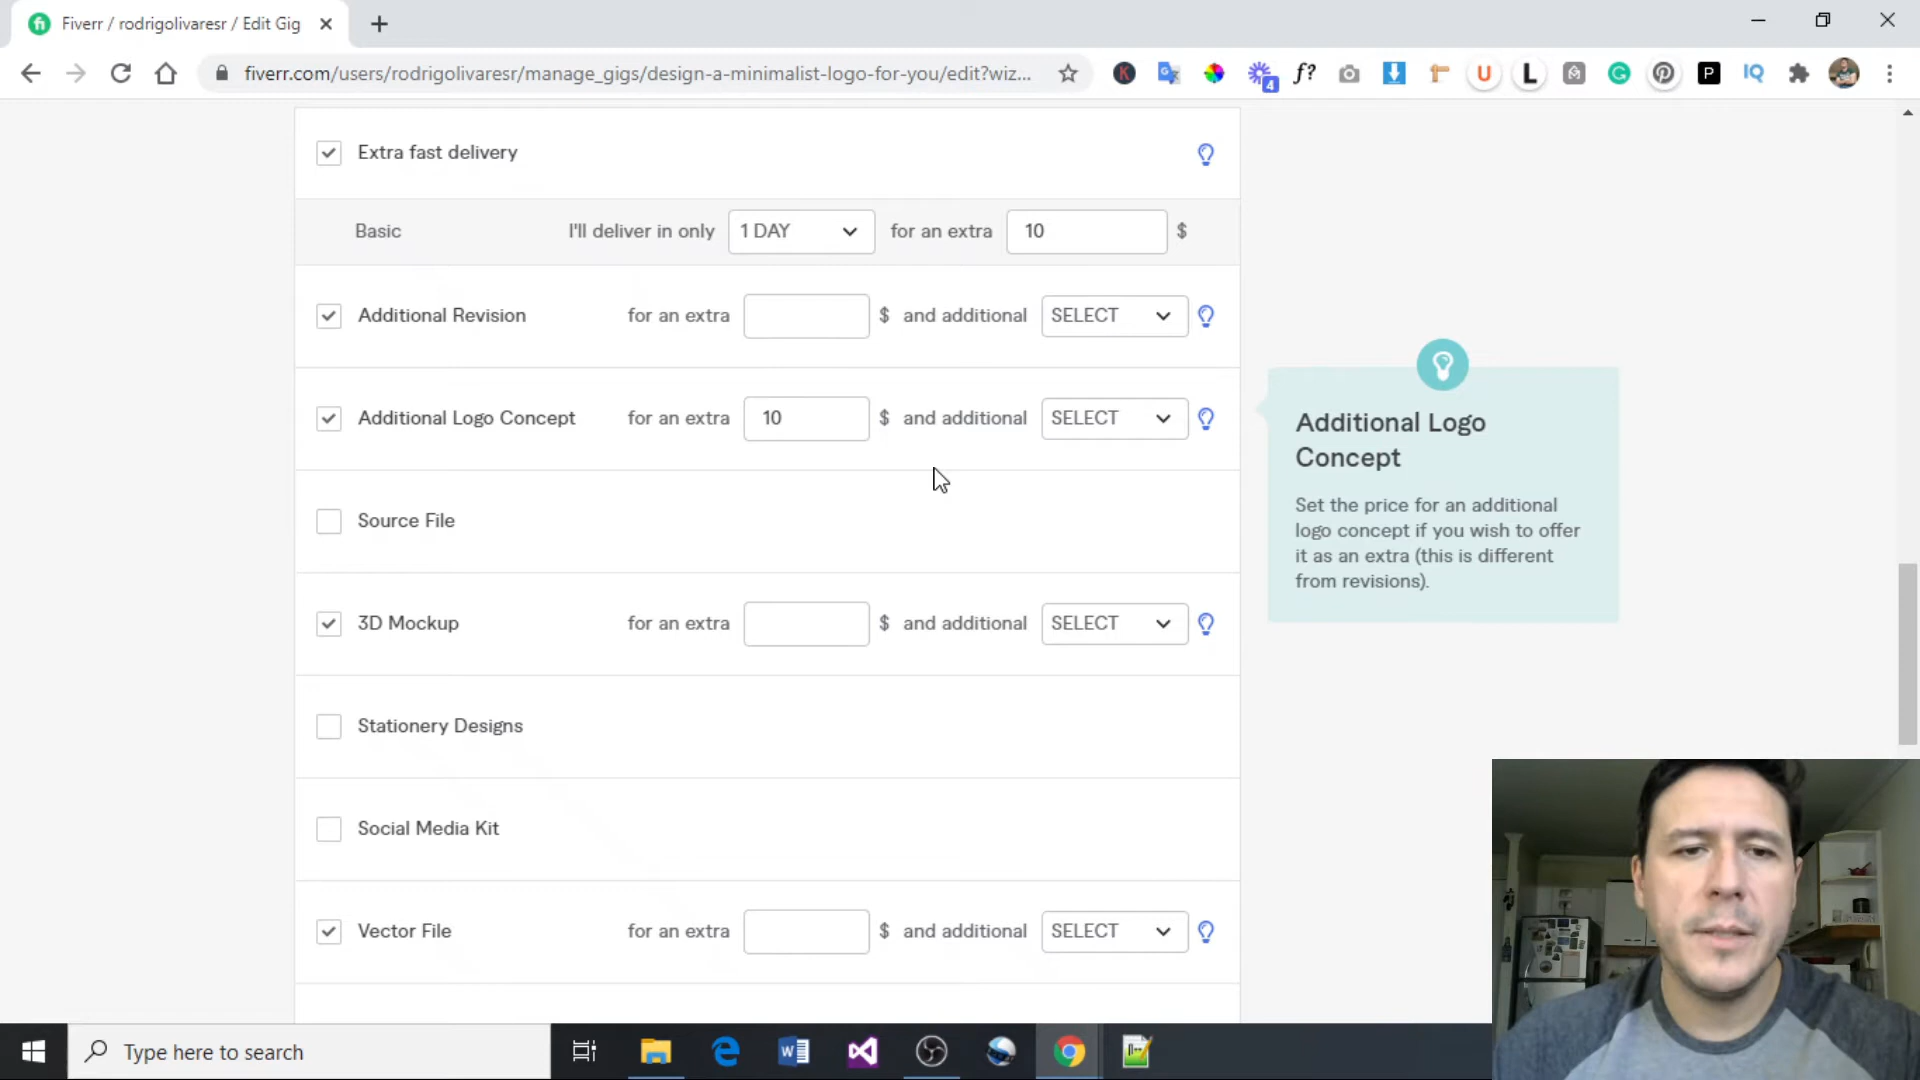 Fiverr / rodrigolivaresr / Edit Gig
fiverr.com/users/rodrigolivaresr/manage_gigs/design-a-minimalist-logo-for-you/edit?wiz...
4
f?
U
L
P
IQ
Extra fast delivery
Basic I'll deliver in only 1 DAY for an extra 10 $
Additional Revision for an extra $ and additional SELECT
Additional Logo Concept for an extra 10 $ and additional SELECT
Source File
3D Mockup for an extra $ and additional SELECT
Stationery Designs
Social Media Kit
Vector File for an extra $ and additional SELECT
Additional Logo
Concept
Set the price for an additional
logo concept if you wish to offer
it as an extra (this is different
from revisions).
Type here to search